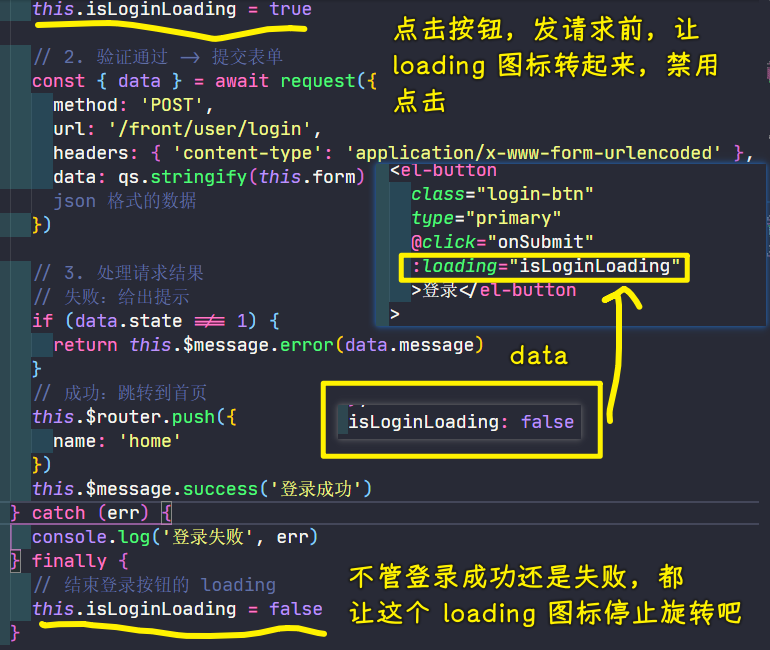 this.isLoginLoading = true
点击按钮，发请求前，让
loading 图标转起来，禁用
点击
// 2. 验证通过 -> 提交表单
const { data } = await request({
method: 'POST',
url: '/front/user/login',
headers: { 'content-type': 'application/x-www-form-urlencoded' },
data: qs.stringify(this.form)
json 格式的数据
})
<el-button
class="login-btn"
type="primary"
@click="onSubmit"
:loading="isLoginLoading"
>登录</el-button
>
// 3. 处理请求结果
// 失败：给出提示
if (data.state !== 1) {
return this.$message.error(data.message)
}
data
isLoginLoading: false
// 成功：跳转到首页
this.$router.push({
name: 'home'
})
this.$message.success('登录成功')
} catch (err) {
console.log('登录失败', err)
} finally {
// 结束登录按钮的 loading
this.isLoginLoading = false
}
不管登录成功还是失败，都
让这个 loading 图标停止旋转吧